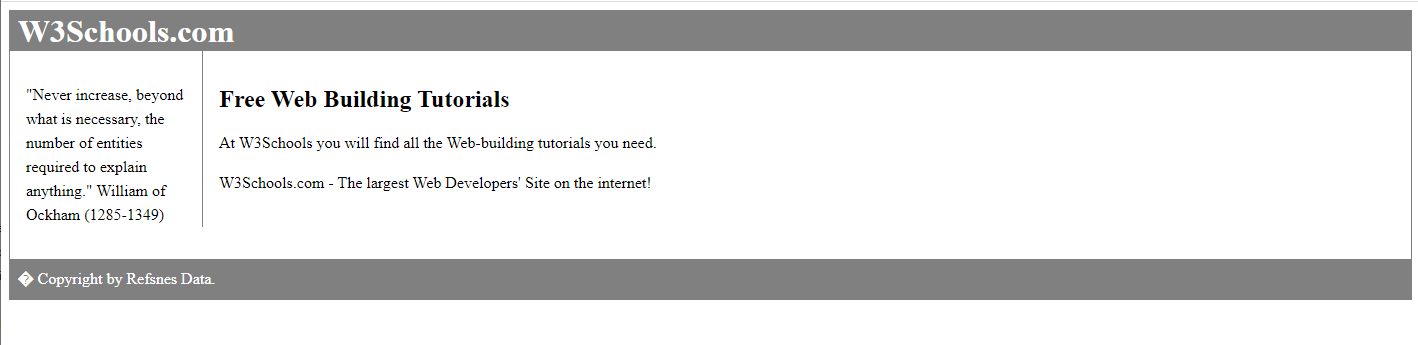 W3Schools.com
"Never increase, beyond
what is necessary, the
number of entities
required to explain
anything." William of
Ockham (1285-1349)
Free Web Building Tutorials
At W3Schools you will find all the Web-building tutorials you need.
W3Schools.com - The largest Web Developers' Site on the internet!
� Copyright by Refsnes Data.